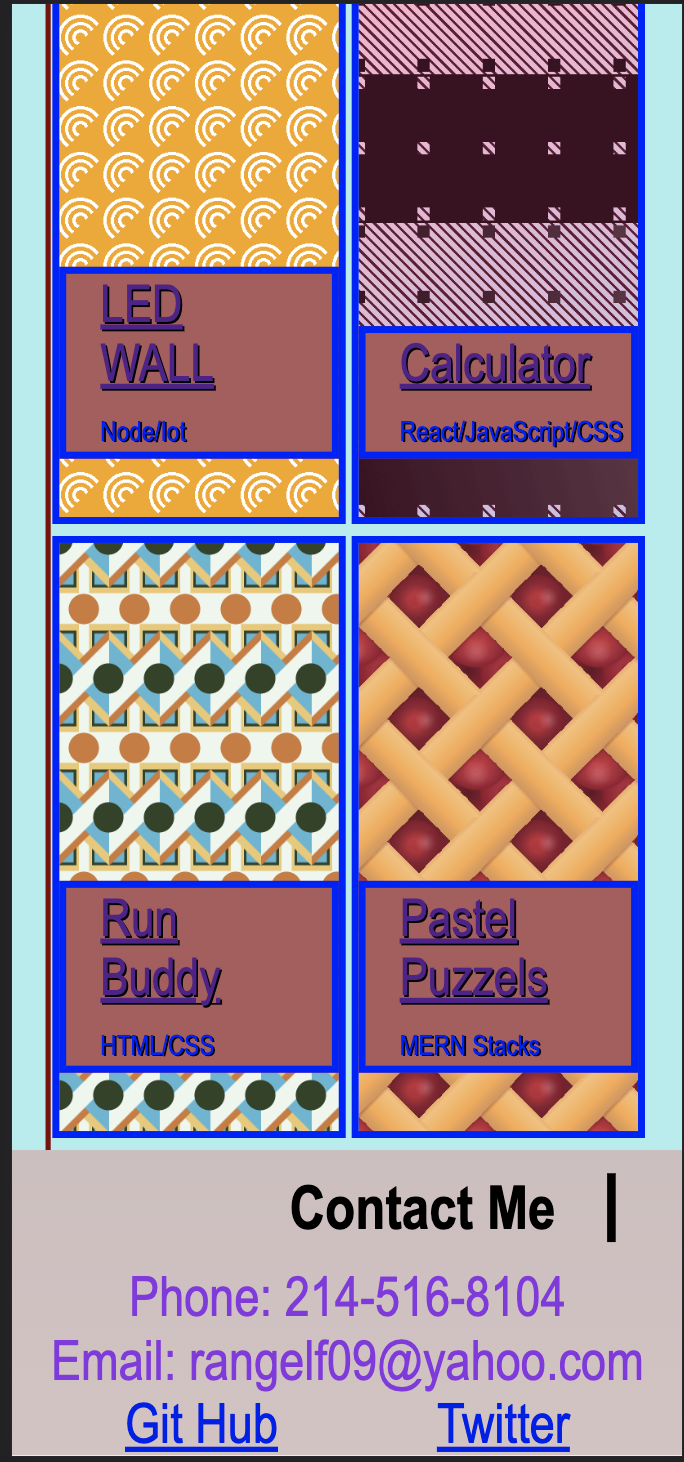 LED
WALL
Node/Iot
Calculator
React/JavaScript/CSS
Run
Buddy
HTML/CSS
Pastel
Puzzels
MERN Stacks
Contact Me
Phone: 214-516-8104
Email: rangelf09@yahoo.com
Git Hub Twitter